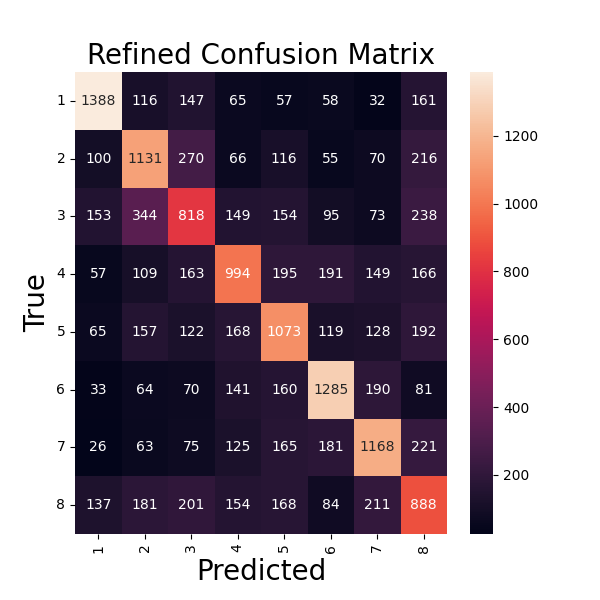 Refined Confusion Matrix
1 1388 116 147 65 57 58 32 161
2 100 1131 270 66 116 55 70 216
3 153 344 818 149 154 95 73 238
4 57 109 163 994 195 191 149 166
5 65 157 122 168 1073 119 128 192
6 33 64 70 141 160 1285 190 81
7 26 63 75 125 165 181 1168 221
8 137 181 201 154 168 84 211 888
1 2 3 4 5 6 7 8
Predicted
True
1200
1000
800
600
400
200